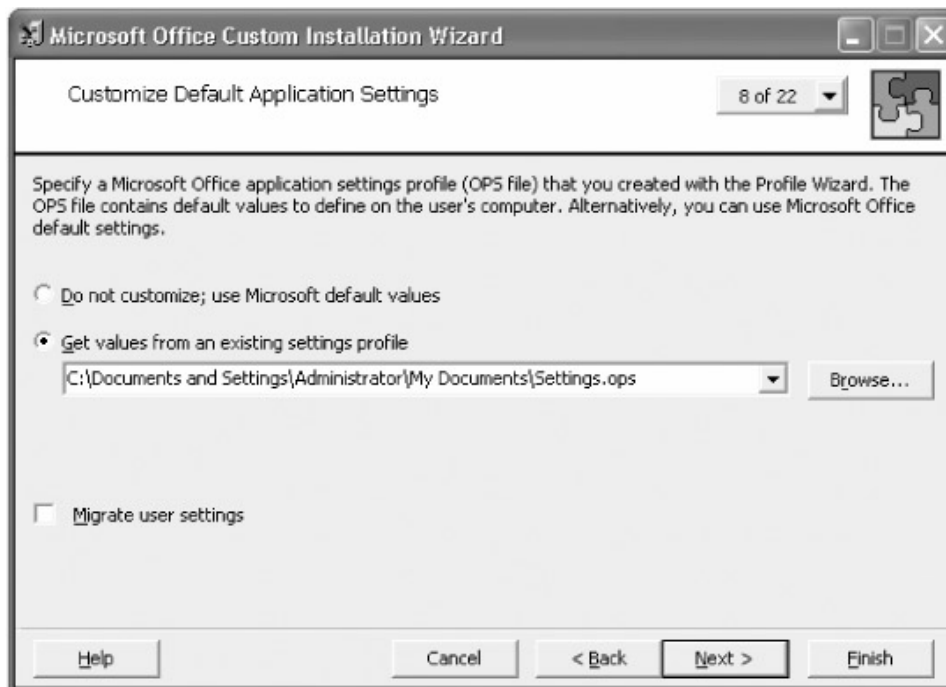 Microsoft Office Custom Installation Wizard
Customize Default Application Settings
8 of 22
Specify a Microsoft Office application settings profile (OPS file) that you created with the Profile Wizard. The
OPS file contains default values to define on the user's computer. Alternatively, you can use Microsoft Office
default settings.
Do not customize; use Microsoft default values
Get values from an existing settings profile
C:\Documents and Settings\Administrator\My Documents\Settings.ops
Browse...
Migrate user settings
Help
Cancel
< Back
Next >
Finish